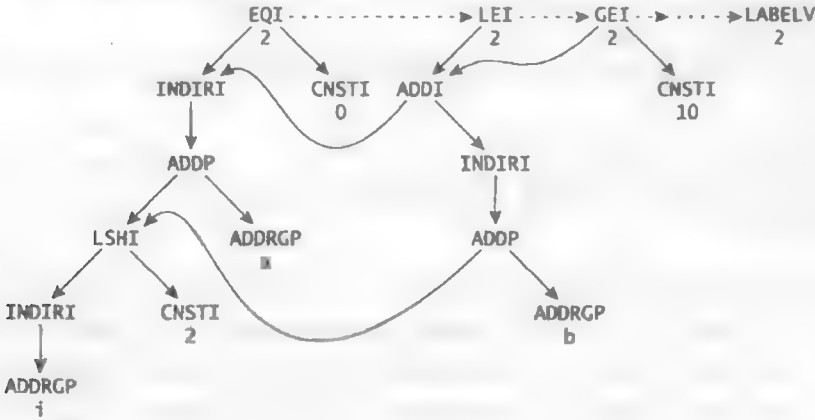 EQI LEI GEI LABELV
2 2 2 2
INDIRI CNSTI ADDI CNSTI
0 10
ADDP INDIRI
LSHI ADDRGP ADDP
INDIRI CNSTI ADDRGP
2 b
ADDRGP
i